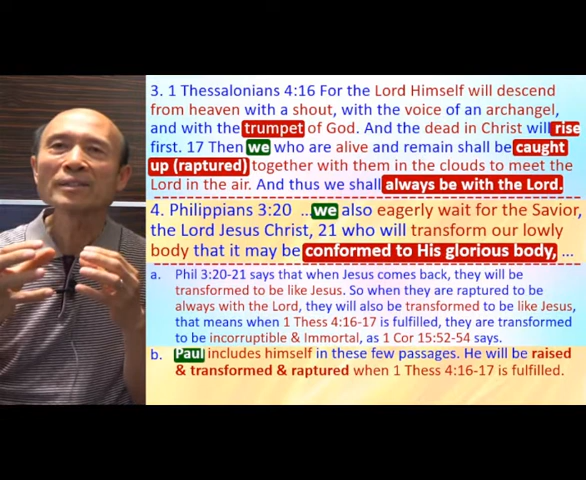 3. 1 Thessalonians 4:16 For the Lord Himself will descend
from heaven with a shout, with the voice of an archangel,
and with the trumpet of God. And the dead in Christ will rise
first. 17 Then we who are alive and remain shall be caught
up (raptured) together with them in the clouds to meet the
Lord in the air. And thus we shall always be with the Lord.
4. Philippians 3:20 ...we also eagerly wait for the Savior,
the Lord Jesus Christ, 21 who will transform our lowly
body that it may be conformed to His glorious body, ...
a. Phil 3:20-21 says that when Jesus comes back, they will be
transformed to be like Jesus. So when they are raptured to be
always with the Lord, they will also be transformed to be like Jesus,
that means when 1 Thess 4:16-17 is fulfilled, they are transformed
to be incorruptible & Immortal, as 1 Cor 15:52-54 says.
b. Paul includes himself in these few passages. He will be raised
& transformed & raptured when 1 Thess 4:16-17 is fulfilled.